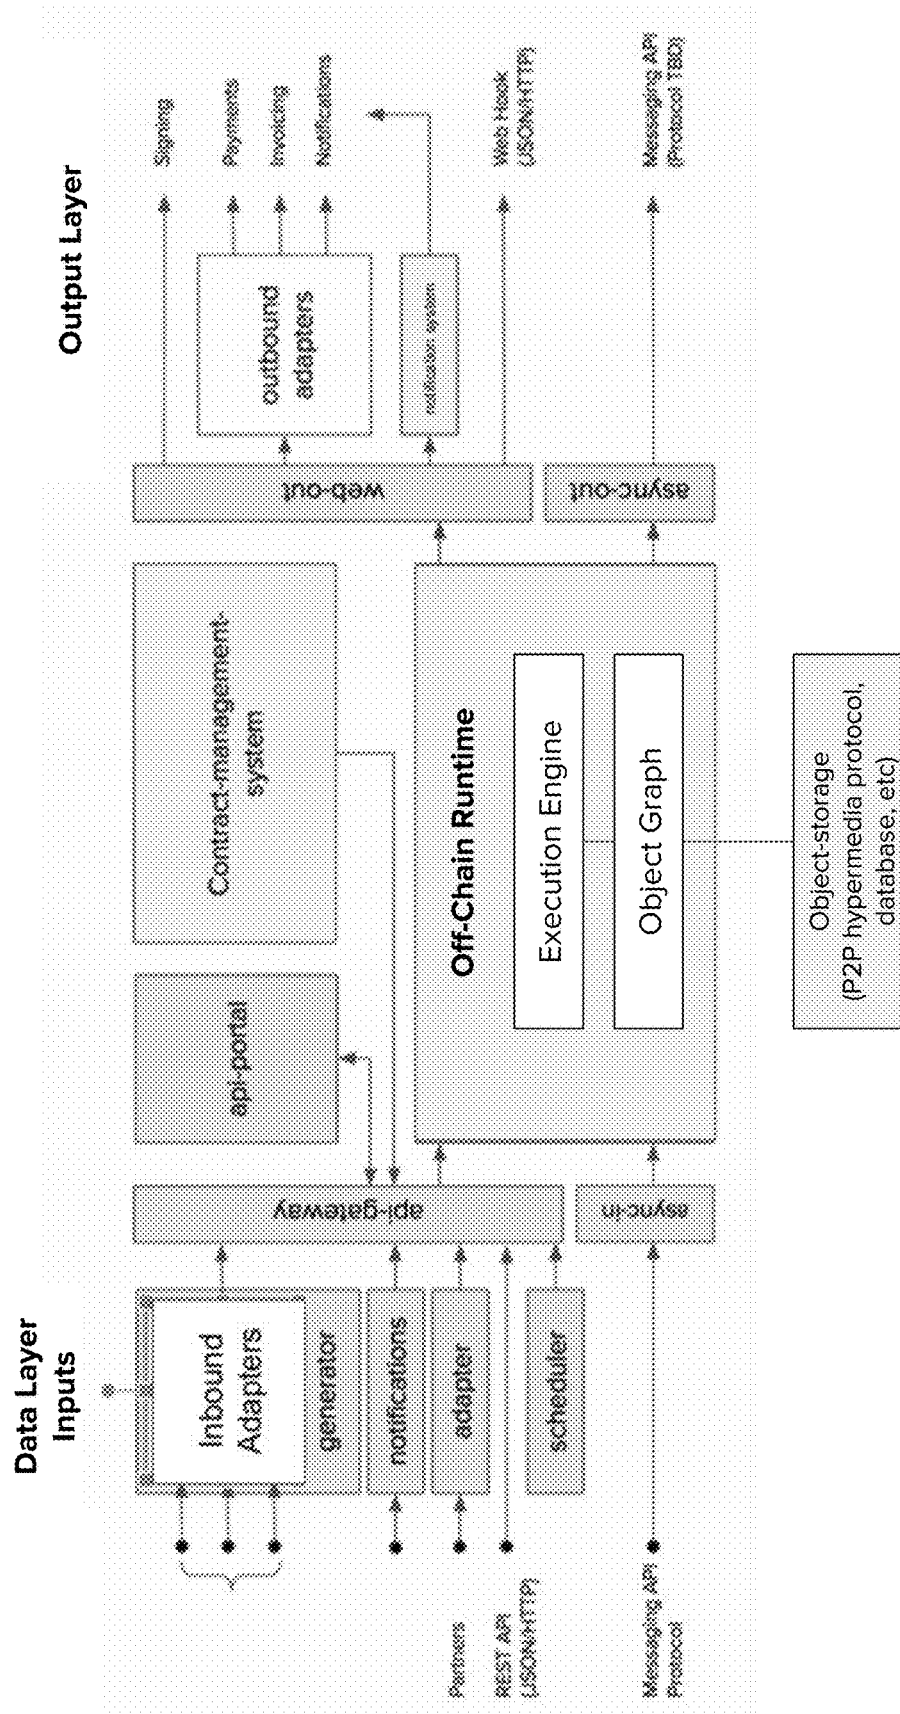 Data Layer
Inputs
Output Layer
Inbound
Adapters
generator
notifications
adapter
scheduler
Partners
REST API
(JSON/HTTP)
Messaging API
Protocol
api-gateway
async-in
api-portal
Contract-management-
system
Off-Chain Runtime
Execution Engine
Object Graph
Object-storage
(P2P hypermedia protocol,
database, etc)
web-out
async-out
outbound
adapters
notification system
Signing
Payments
Invoicing
Notifications
Web Hook
(JSON/HTTP)
Messaging API
(Protocol TBD)